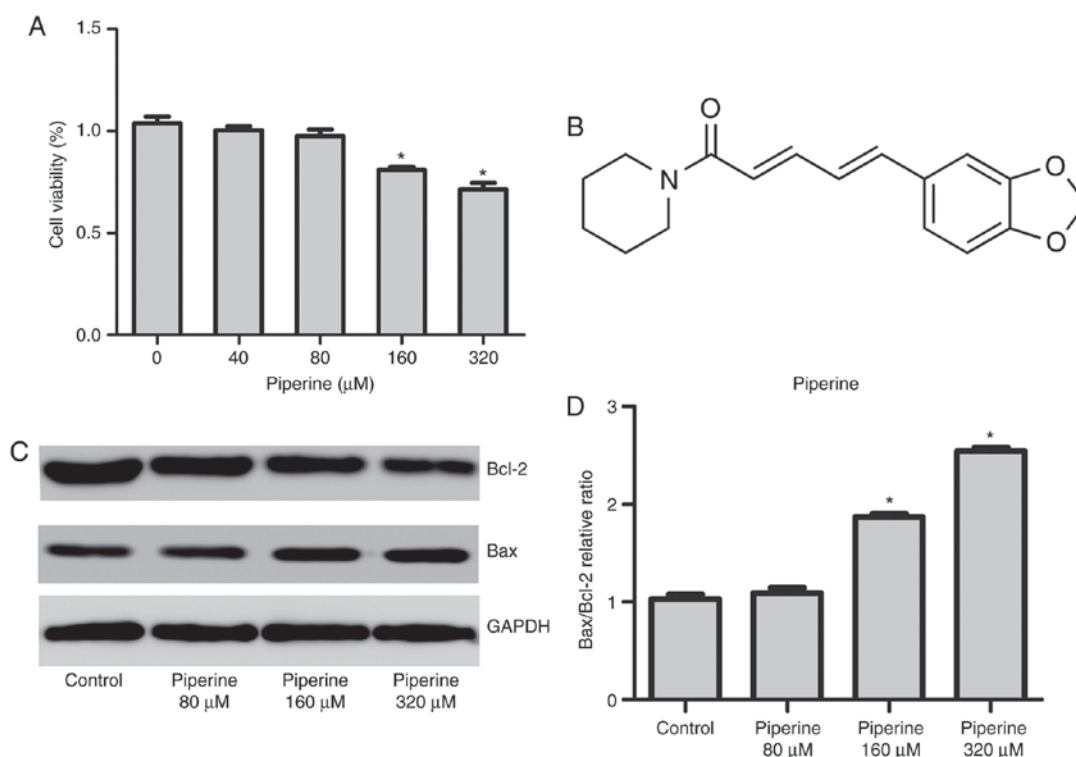 A
1.5
1.0
0.5
0.0
Cell viability (%)
*
*
0 40 80 160 320
Piperine (μM)
B
O
N
O
O
Piperine
C
Bcl-2
Bax
GAPDH
Control Piperine Piperine Piperine
80 μM 160 μM 320 μM
D
3
2
1
0
Bax/Bcl-2 relative ratio
*
*
Control Piperine Piperine Piperine
80 μM 160 μM 320 μM